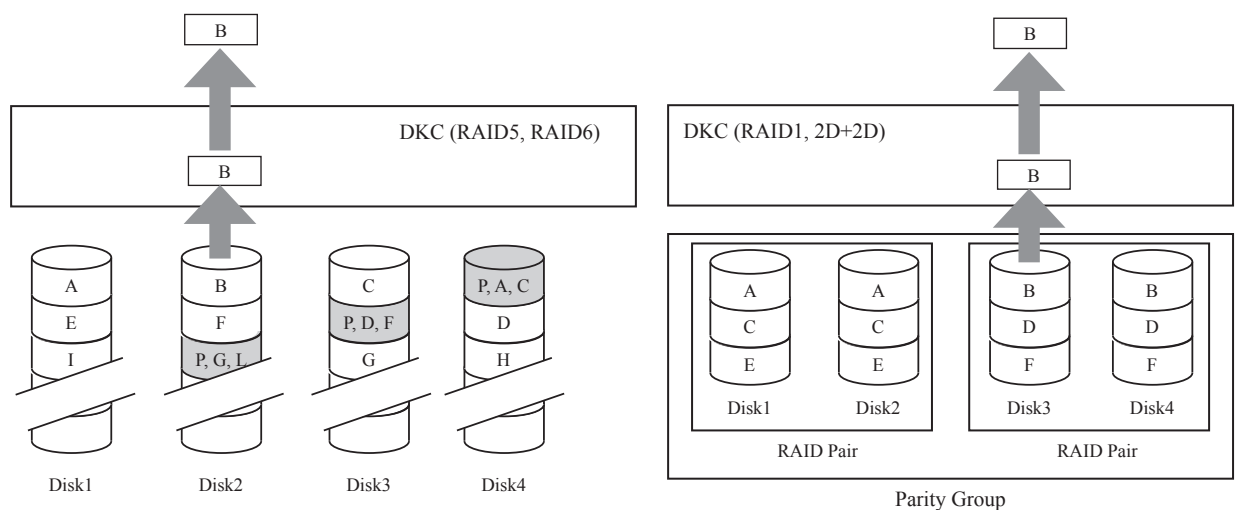 B
DKC (RAID5, RAID6)
B
A
B
C
P, A, C
E
F
P, D, F
D
I
P, G, L
G
H
Disk1
Disk2
Disk3
Disk4
B
DKC (RAID1, 2D+2D)
B
A
A
B
B
C
C
D
D
E
E
F
F
Disk1
Disk2
Disk3
Disk4
RAID Pair
RAID Pair
Parity Group